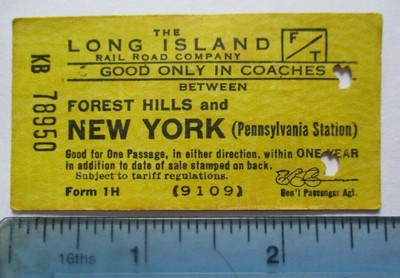 THE
LONG ISLAND
RAIL ROAD COMPANY
F/T
GOOD ONLY IN COACHES
BETWEEN
FOREST HILLS and
NEW YORK (Pennsylvania Station)
Good for One Passage, in either direction, within ONE YEAR
in addition to date of sale stamped on back.
Subject to tariff regulations.
Gen'l Passenger Agt.
Form 1H (9109)
KB 78950
1 2
16ths